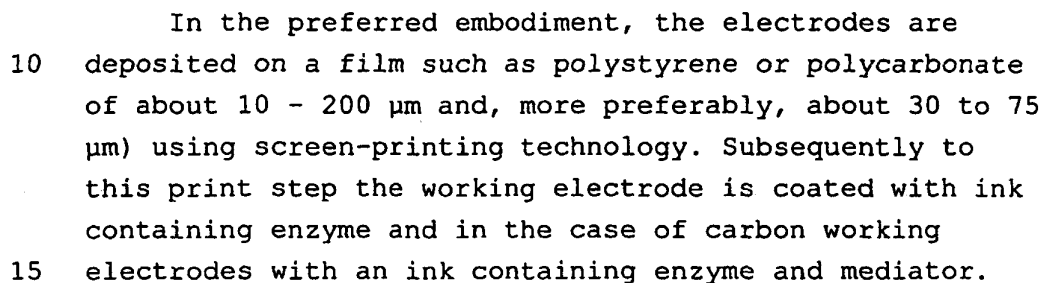 In the preferred embodiment, the electrodes are
10 deposited on a film such as polystyrene or polycarbonate
of about 10 - 200 µm and, more preferably, about 30 to 75
µm) using screen-printing technology. Subsequently to
this print step the working electrode is coated with ink
containing enzyme and in the case of carbon working
15 electrodes with an ink containing enzyme and mediator.